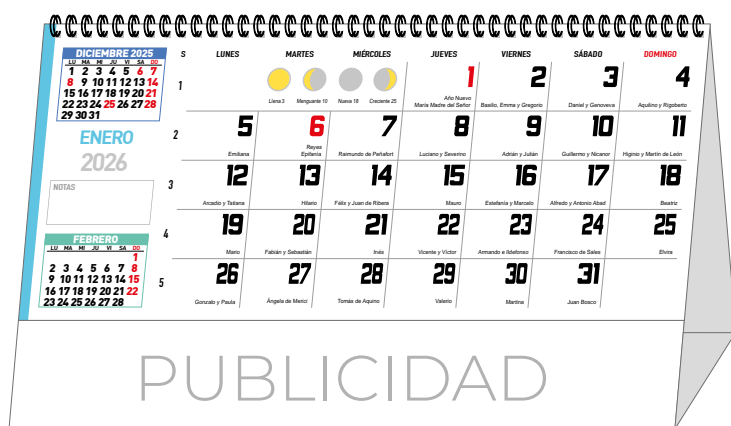 DICIEMBRE 2025
LU MA MI JU VI SA DO
1 2 3 4 5 6 7
8 9 10 11 12 13 14
15 16 17 18 19 20 21
22 23 24 25 26 27 28
29 30 31
ENERO
2026
NOTAS
FEBRERO
LU MA MI JU VI SA DO
1
2 3 4 5 6 7 8
9 10 11 12 13 14 15
16 17 18 19 20 21 22
23 24 25 26 27 28
S LUNES MARTES MIÉRCOLES JUEVES VIERNES SÁBADO DOMINGO
1 1 2 3 4
Llena 3 Menguante 10 Nueva 18 Creciente 25
Año Nuevo
María Madre del Señor Basilio, Emma y Gregorio Daniel y Genoveva Aquilino y Rigoberto
2 5 6 7 8 9 10 11
Reyes
Emiliana Epifenía Raimundo de Peñafort Luciano y Severino Adrián y Julián Guillermo y Nicanor Higinio y Martín de León
3 12 13 14 15 16 17 18
Arcadio y Tatiana Hilario Félix y Juan de Ribera Mauro Estefanía y Marcelo Alfredo y Antonio Abad Beatriz
4 19 20 21 22 23 24 25
Mario Fabián y Sebastián Inés Vicente y Víctor Armando e Ildefonso Francisco de Sales Elvira
5 26 27 28 29 30 31
Gonzalo y Paula Ángela de Merici Tomás de Aquino Valerio Martina Juan Bosco
PUBLICIDAD